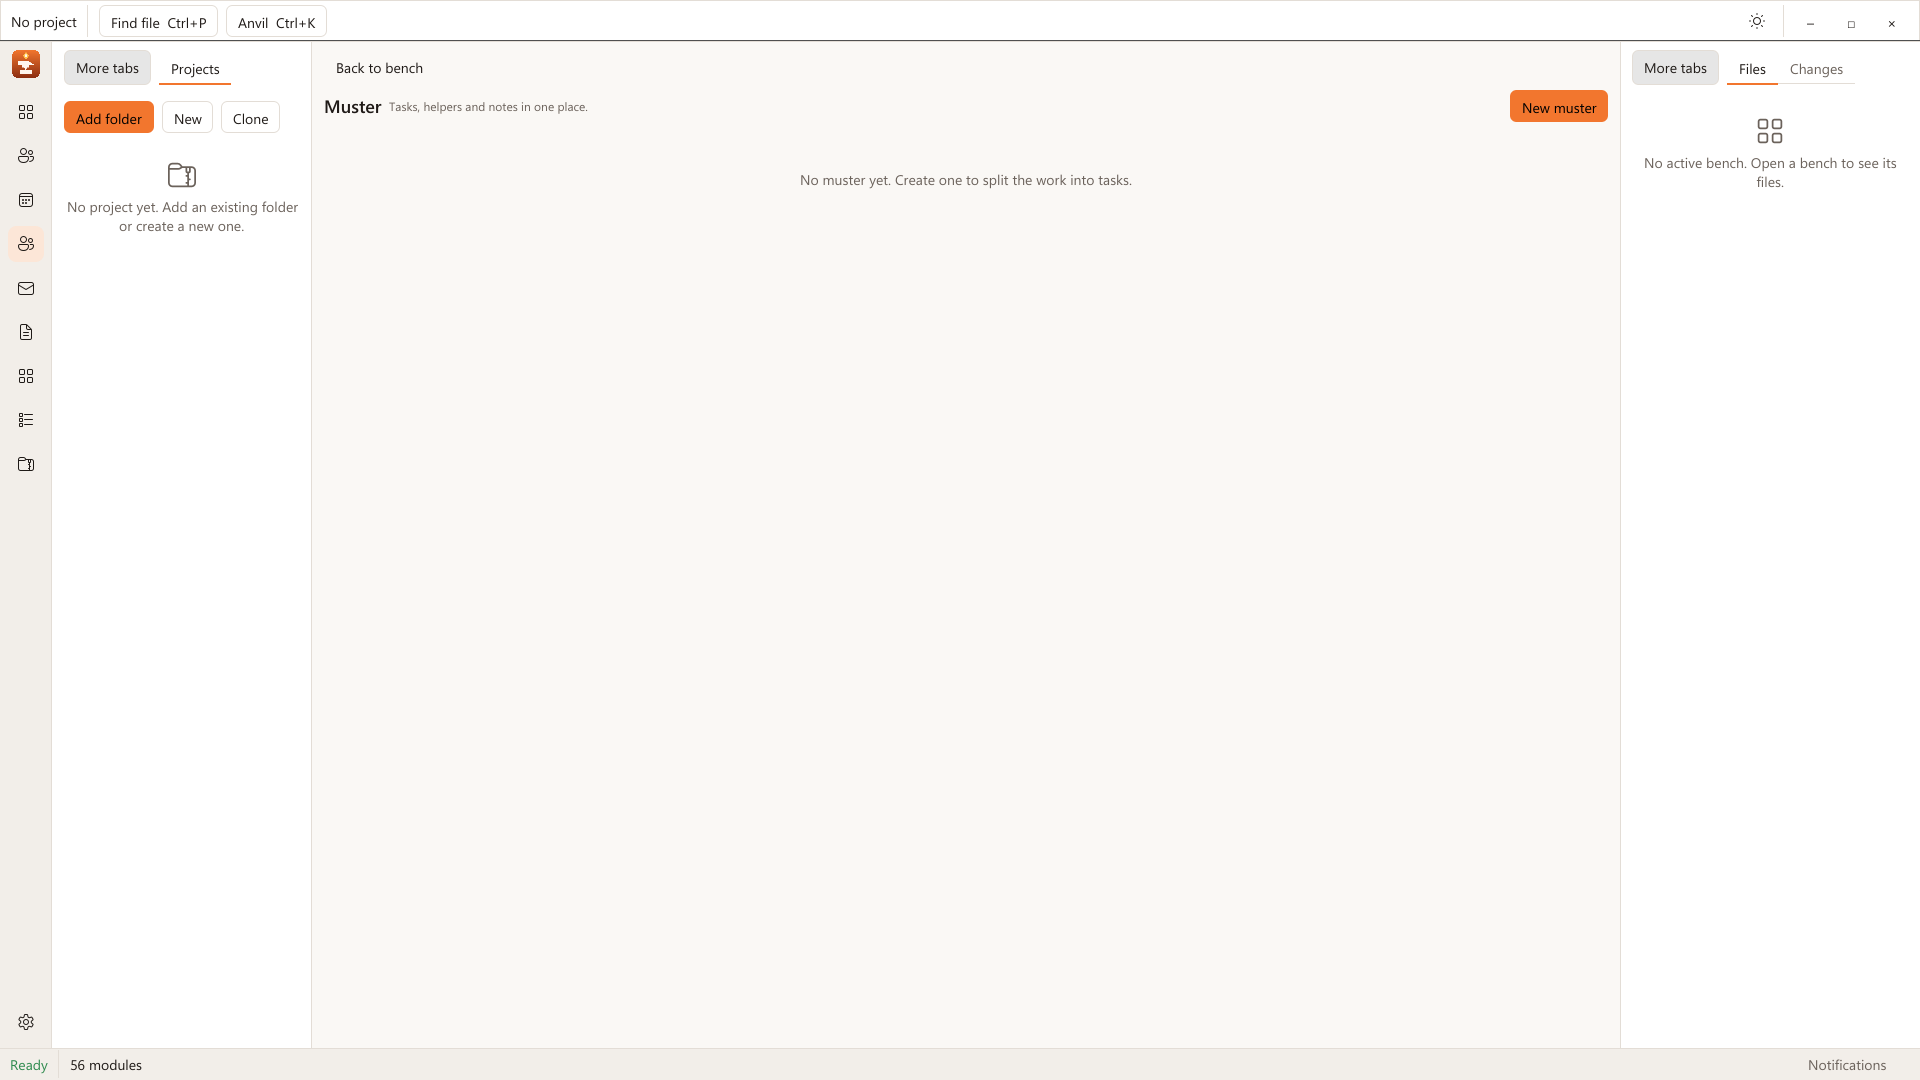 No project
Find file Ctrl+P
Anvil Ctrl+K
More tabs
Projects
Add folder
New
Clone
No project yet. Add an existing folder
or create a new one.
Back to bench
Muster
Tasks, helpers and notes in one place.
New muster
No muster yet. Create one to split the work into tasks.
More tabs
Files
Changes
No active bench. Open a bench to see its
files.
Ready
56 modules
Notifications